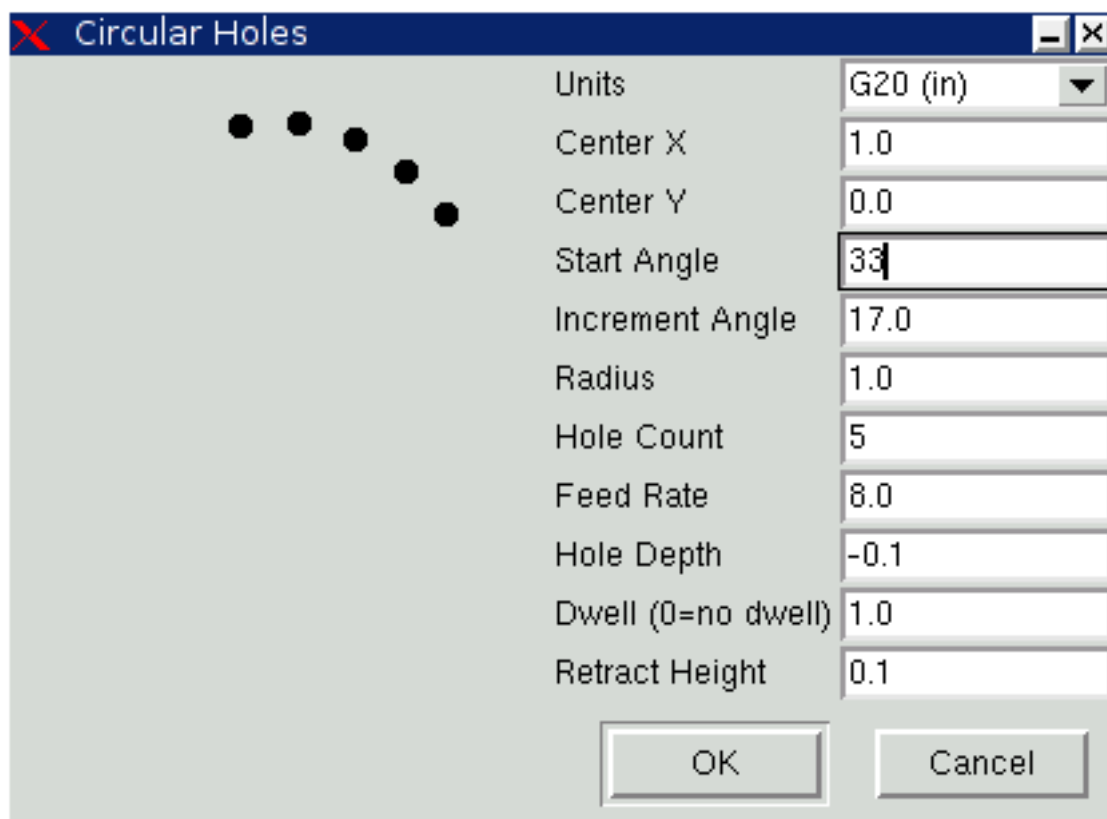 Circular Holes
Units G20 (in)
Center X 1.0
Center Y 0.0
Start Angle 33
Increment Angle 17.0
Radius 1.0
Hole Count 5
Feed Rate 8.0
Hole Depth -0.1
Dwell (0=no dwell) 1.0
Retract Height 0.1
OK Cancel